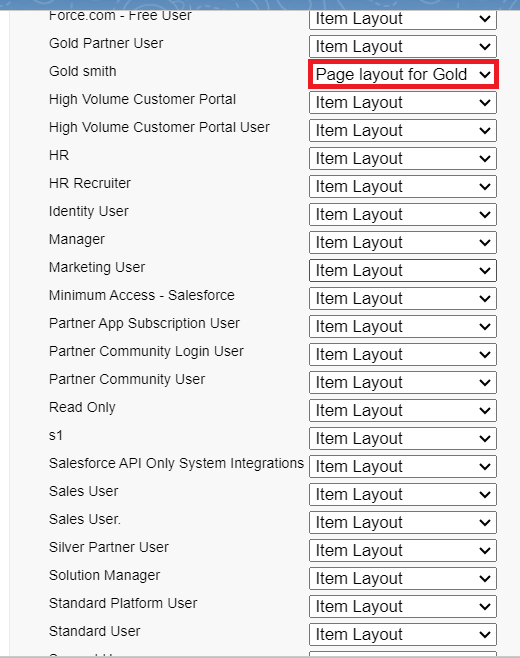 Force.com - Free User Item Layout
Gold Partner User Item Layout
Gold smith Page layout for Gold
High Volume Customer Portal Item Layout
High Volume Customer Portal User Item Layout
HR Item Layout
HR Recruiter Item Layout
Identity User Item Layout
Manager Item Layout
Marketing User Item Layout
Minimum Access - Salesforce Item Layout
Partner App Subscription User Item Layout
Partner Community Login User Item Layout
Partner Community User Item Layout
Read Only Item Layout
s1 Item Layout
Salesforce API Only System Integrations Item Layout
Sales User Item Layout
Sales User. Item Layout
Silver Partner User Item Layout
Solution Manager Item Layout
Standard Platform User Item Layout
Standard User Item Layout